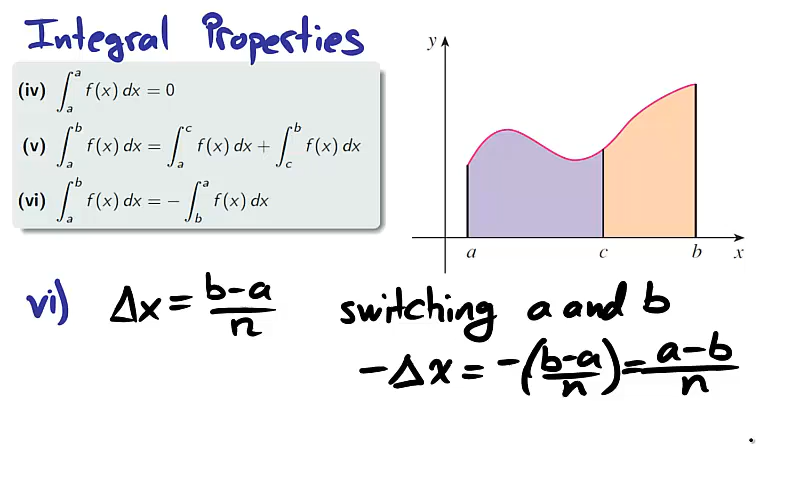 Integral Properties
(iv) ∫_a^a f(x) dx = 0
(v) ∫_a^b f(x) dx = ∫_a^c f(x) dx + ∫_c^b f(x) dx
(vi) ∫_a^b f(x) dx = − ∫_b^a f(x) dx
y
a c b x
vi) Δx = (b−a)/n switching a and b
−Δx = −((b−a)/n) = (a−b)/n